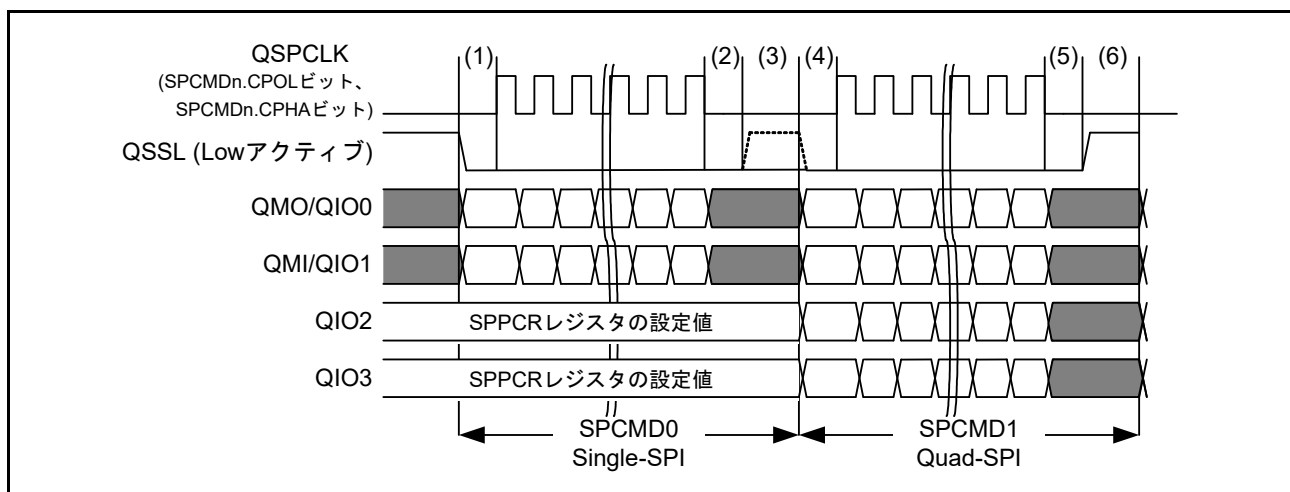 QSPCLK
(SPCMDn.CPOLビット、
SPCMDn.CPHAビット)
(1)
(2)
(3)
(4)
(5)
(6)
QSSL (Lowアクティブ)
QMO/QIO0
QMI/QIO1
QIO2
SPPCRレジスタの設定値
QIO3
SPPCRレジスタの設定値
SPCMD0
Single-SPI
SPCMD1
Quad-SPI